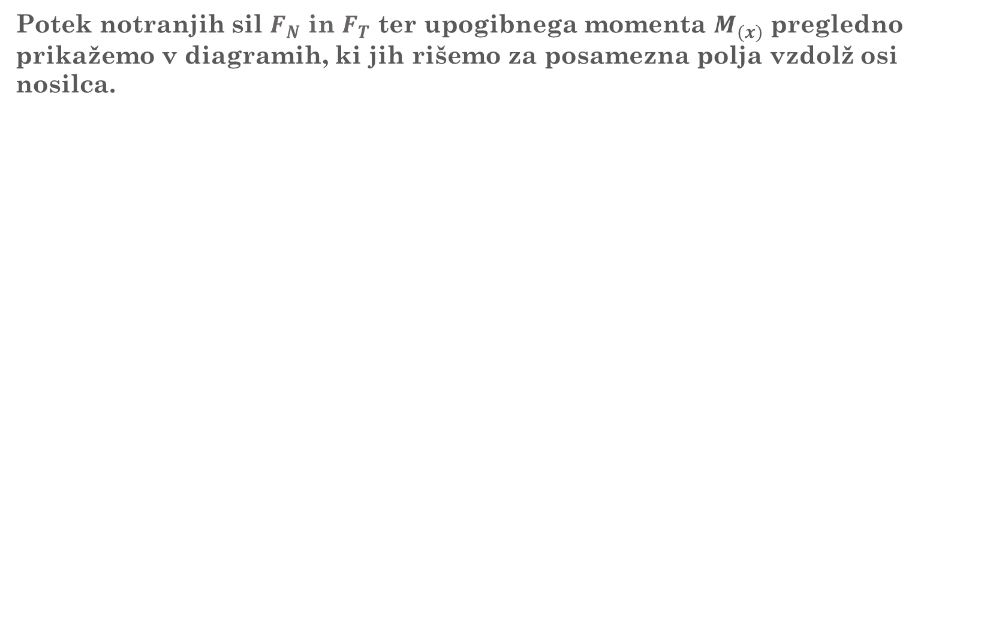 Potek notranjih sil F_N in F_T ter upogibnega momenta M_(x) pregledno
prikažemo v diagramih, ki jih rišemo za posamezna polja vzdolž osi
nosilca.